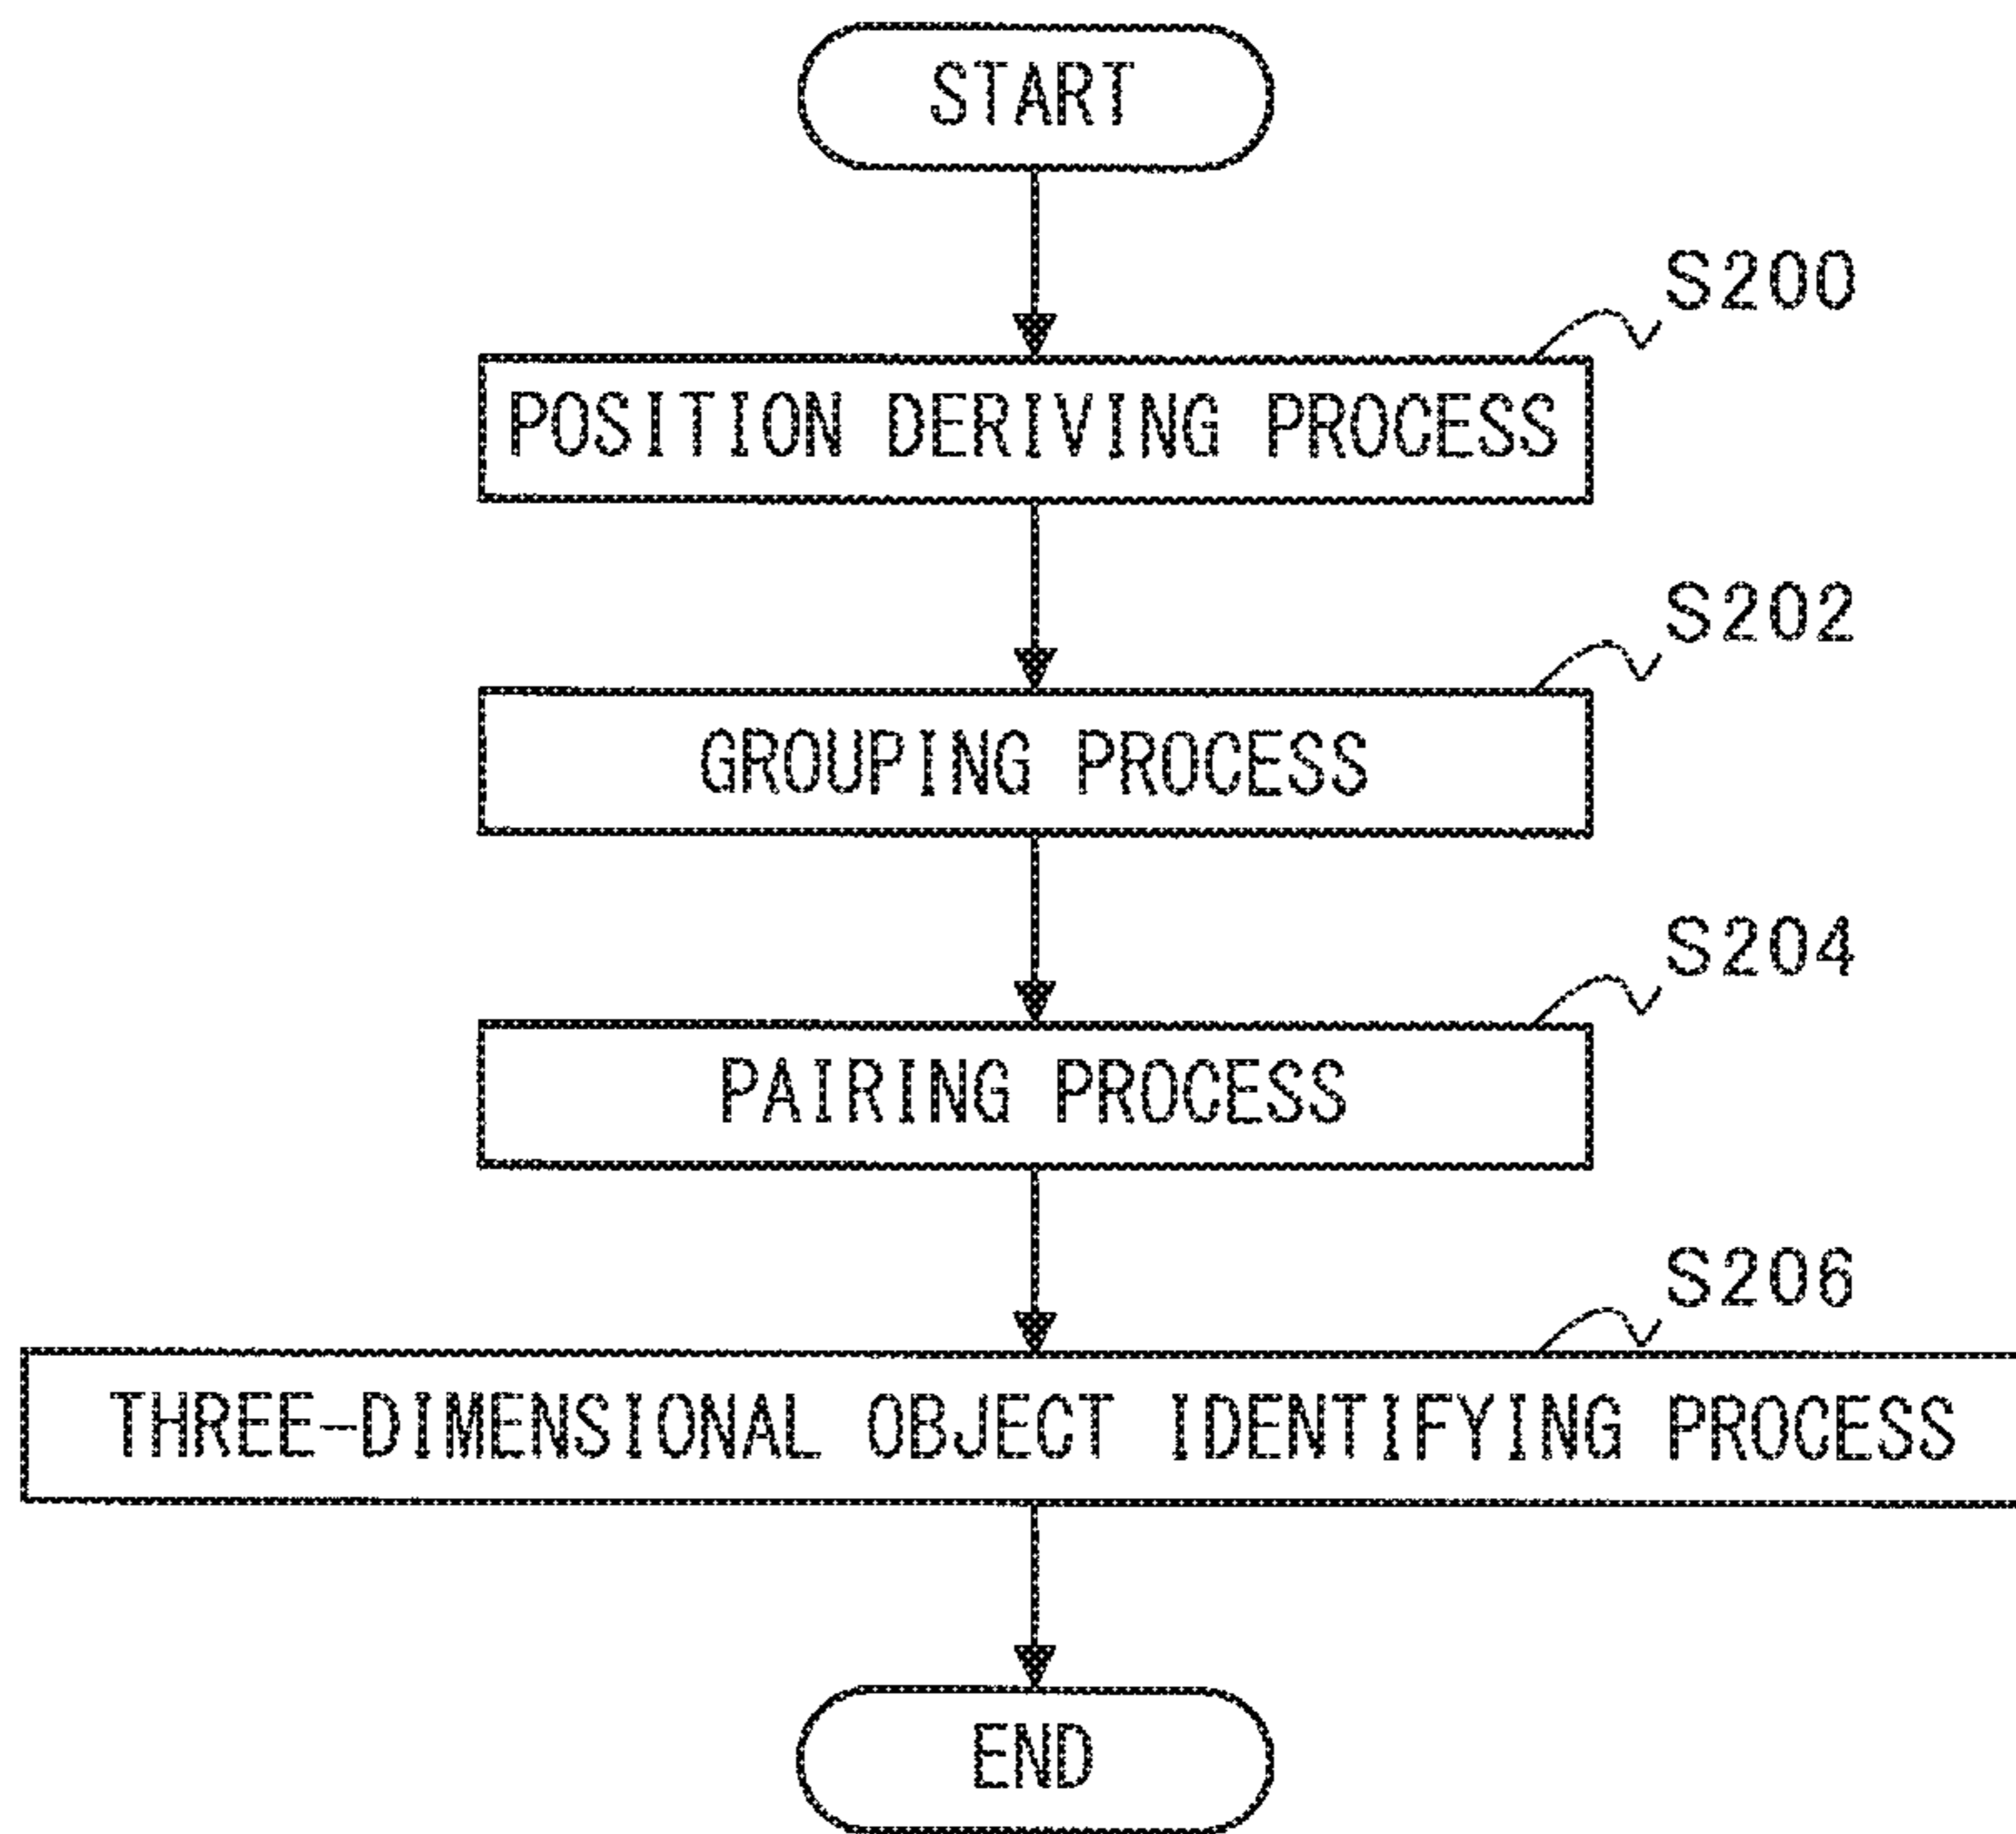 START
S200
POSITION DERIVING PROCESS
S202
GROUPING PROCESS
S204
PAIRING PROCESS
S206
THREE-DIMENSIONAL OBJECT IDENTIFYING PROCESS
END